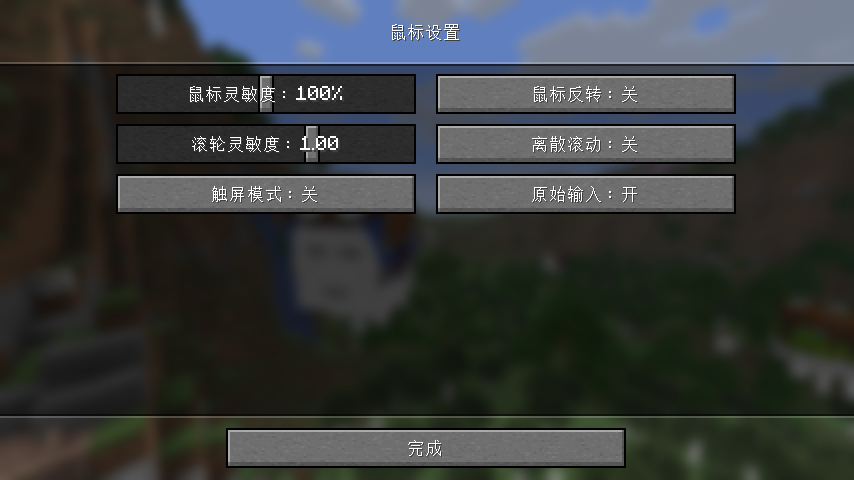 鼠标设置
鼠标灵敏度：100%
鼠标反转：关
滚轮灵敏度：1.00
离散滚动：关
触屏模式：关
原始输入：开
完成